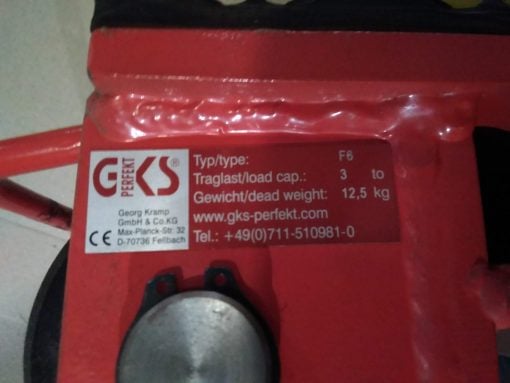 GKS®
PERFEKT
Georg Kramp
GmbH & Co.KG
Max-Planck-Str. 32
D-70736 Fellbach
CE
Typ/type: F6
Traglast/load cap.: 3 to
Gewicht/dead weight: 12,5 kg
www.gks-perfekt.com
Tel.: +49(0)711-510981-0